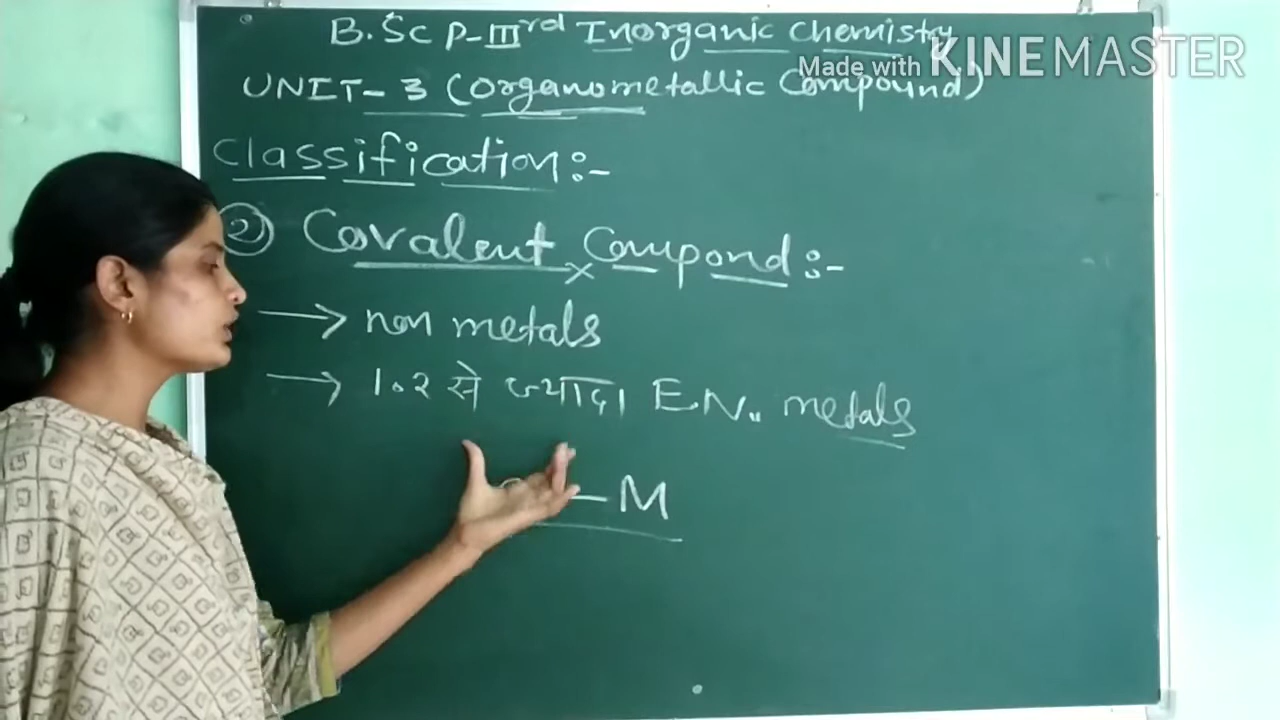 B.Sc P-IIIrd Inorganic Chemistry
Made with KINEMASTER
UNIT-3 (Organometallic Compound)
Classification:-
② Covalent Compond:-
→ non metals
→ 1.2 से ज्यादा E.N. metals
- M